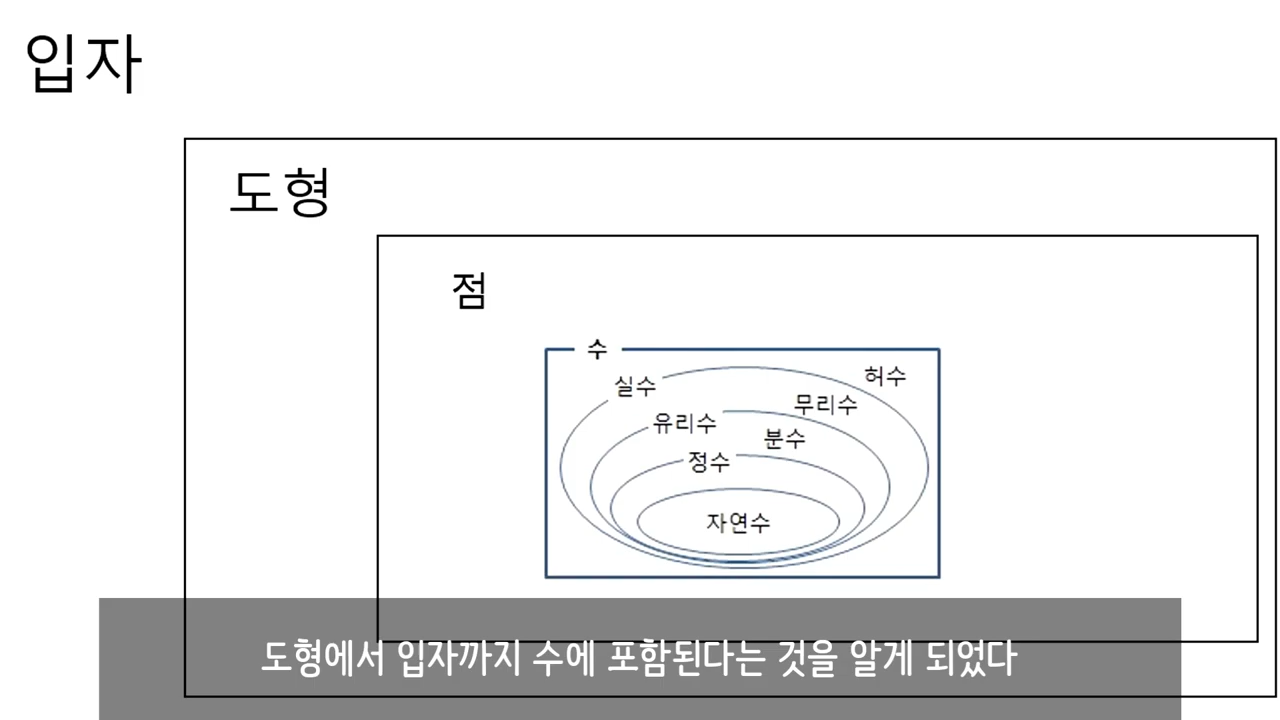 입자
도형
점
수
허수
실수
무리수
유리수
분수
정수
자연수
도형에서 입자까지 수에 포함된다는 것을 알게 되었다